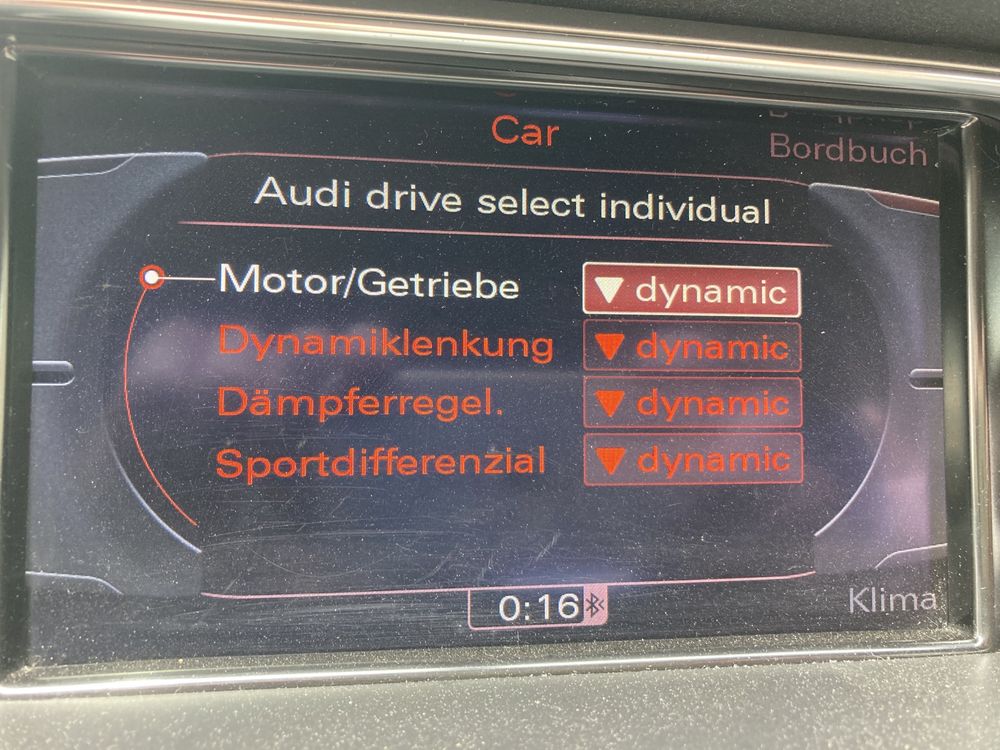 Car
Bordbuch
Audi drive select individual
Motor/Getriebe ▼ dynamic
Dynamiklenkung ▼ dynamic
Dämpferregel. ▼ dynamic
Sportdifferenzial ▼ dynamic
0:16
Klima